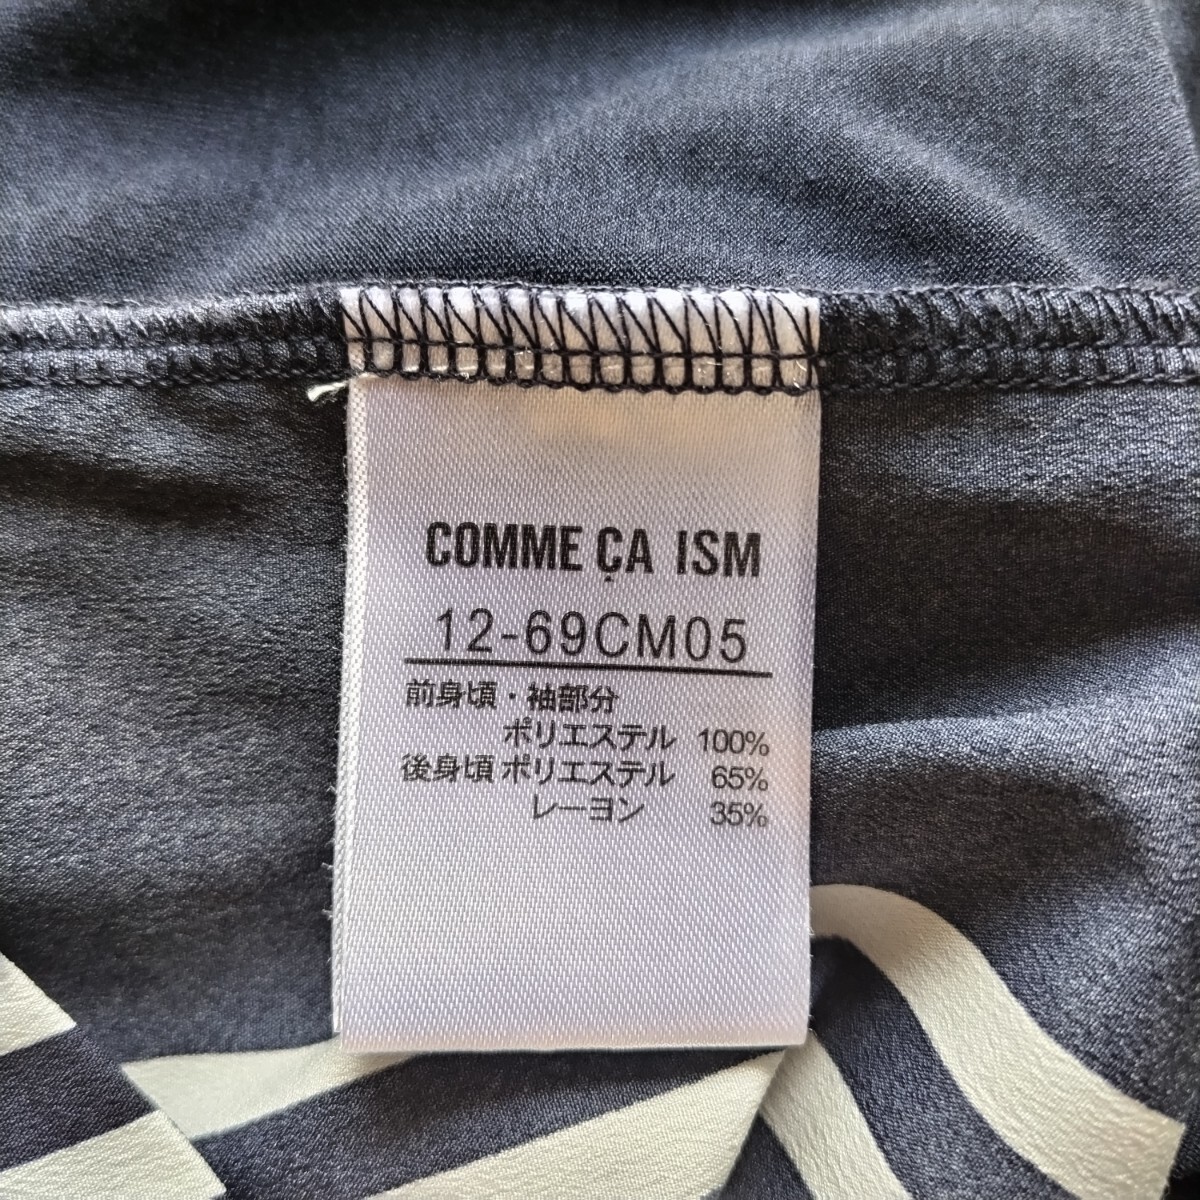 COMME ÇA ISM
12-69CM05
前身頃・袖部分
ポリエステル 100%
後身頃 ポリエステル 65%
レーヨン 35%